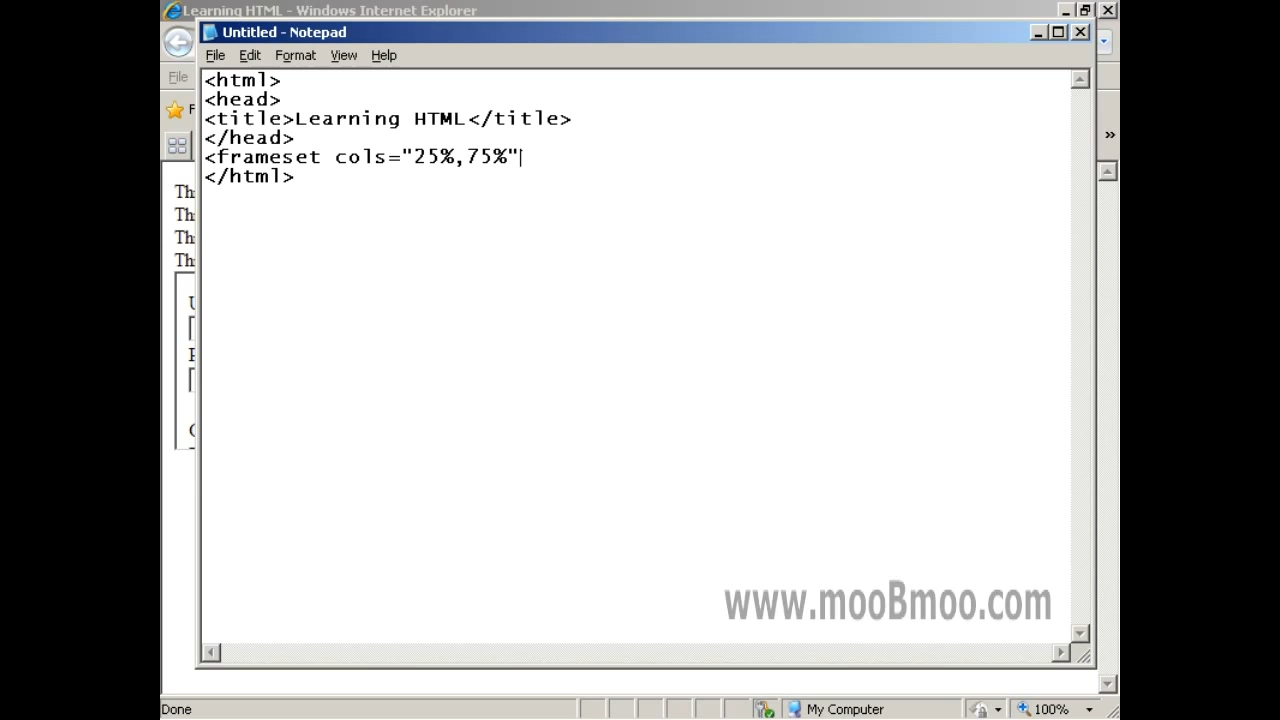 Learning HTML - Windows Internet Explorer
Untitled - Notepad
File Edit Format View Help
File
<html>
<head>
<title>Learning HTML</title>
</head>
<frameset cols="25%,75%"
</html>
www.mooBmoo.com
Done
My Computer
100%